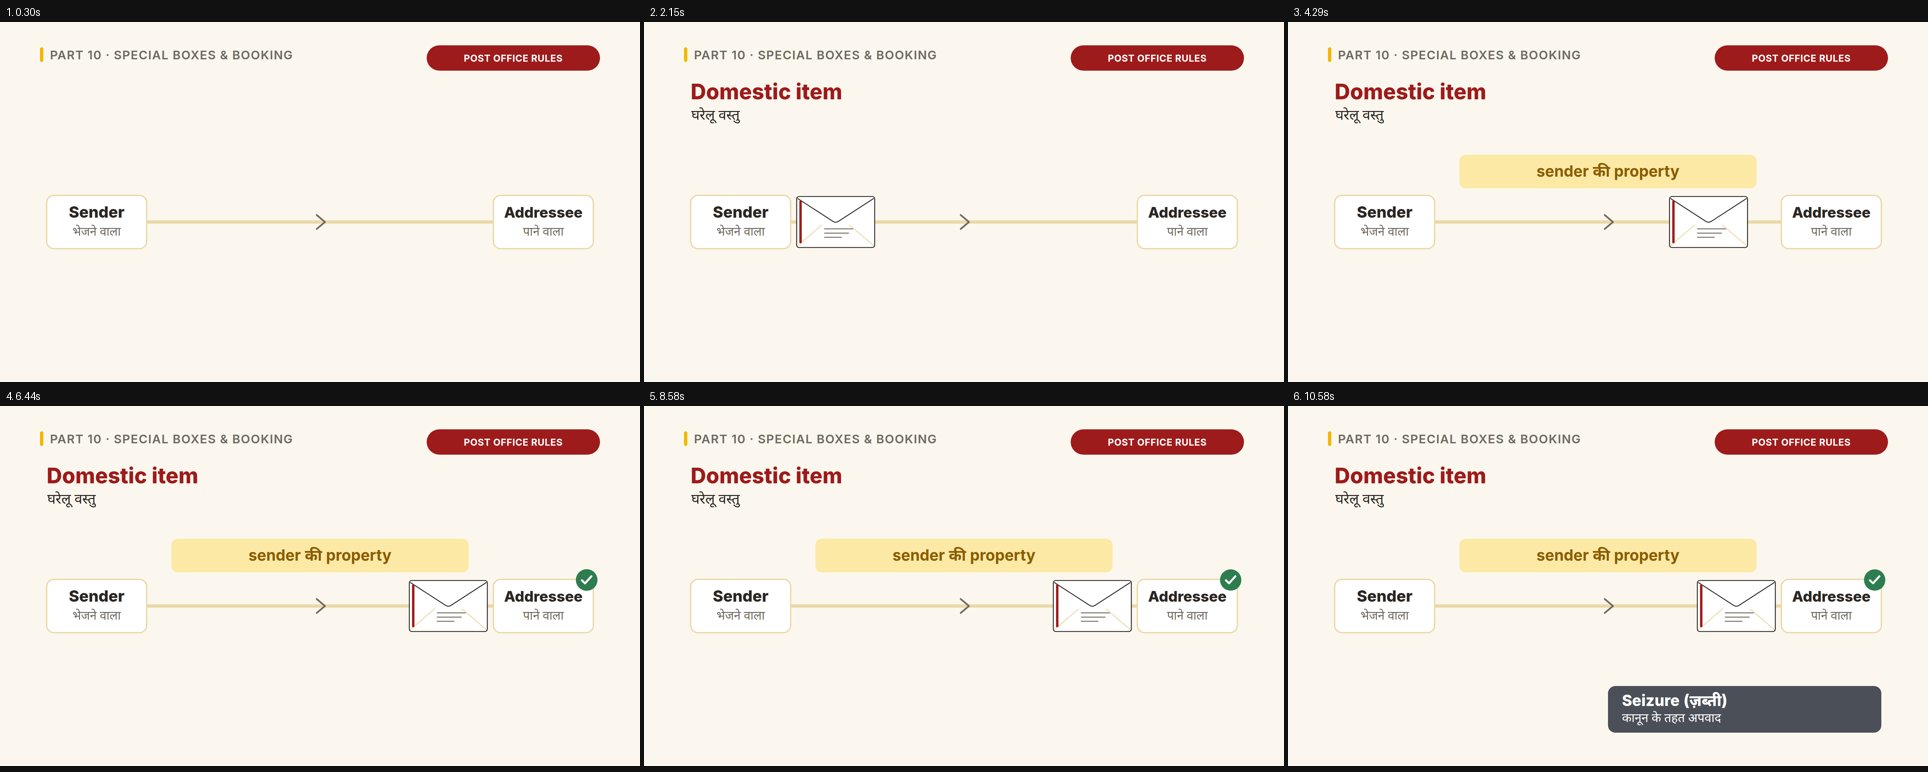 1. 0.30s
PART 10 · SPECIAL BOXES & BOOKING
POST OFFICE RULES
Sender
भेजने वाला
Addressee
पाने वाला
2. 2.15s
PART 10 · SPECIAL BOXES & BOOKING
POST OFFICE RULES
Domestic item
घरेलू वस्तु
Sender
भेजने वाला
Addressee
पाने वाला
3. 4.29s
PART 10 · SPECIAL BOXES & BOOKING
POST OFFICE RULES
Domestic item
घरेलू वस्तु
sender की property
Sender
भेजने वाला
Addressee
पाने वाला
4. 6.44s
PART 10 · SPECIAL BOXES & BOOKING
POST OFFICE RULES
Domestic item
घरेलू वस्तु
sender की property
Sender
भेजने वाला
Addressee
पाने वाला
5. 8.58s
PART 10 · SPECIAL BOXES & BOOKING
POST OFFICE RULES
Domestic item
घरेलू वस्तु
sender की property
Sender
भेजने वाला
Addressee
पाने वाला
6. 10.58s
PART 10 · SPECIAL BOXES & BOOKING
POST OFFICE RULES
Domestic item
घरेलू वस्तु
sender की property
Sender
भेजने वाला
Addressee
पाने वाला
Seizure (ज़ब्ती)
कानून के तहत अपवाद